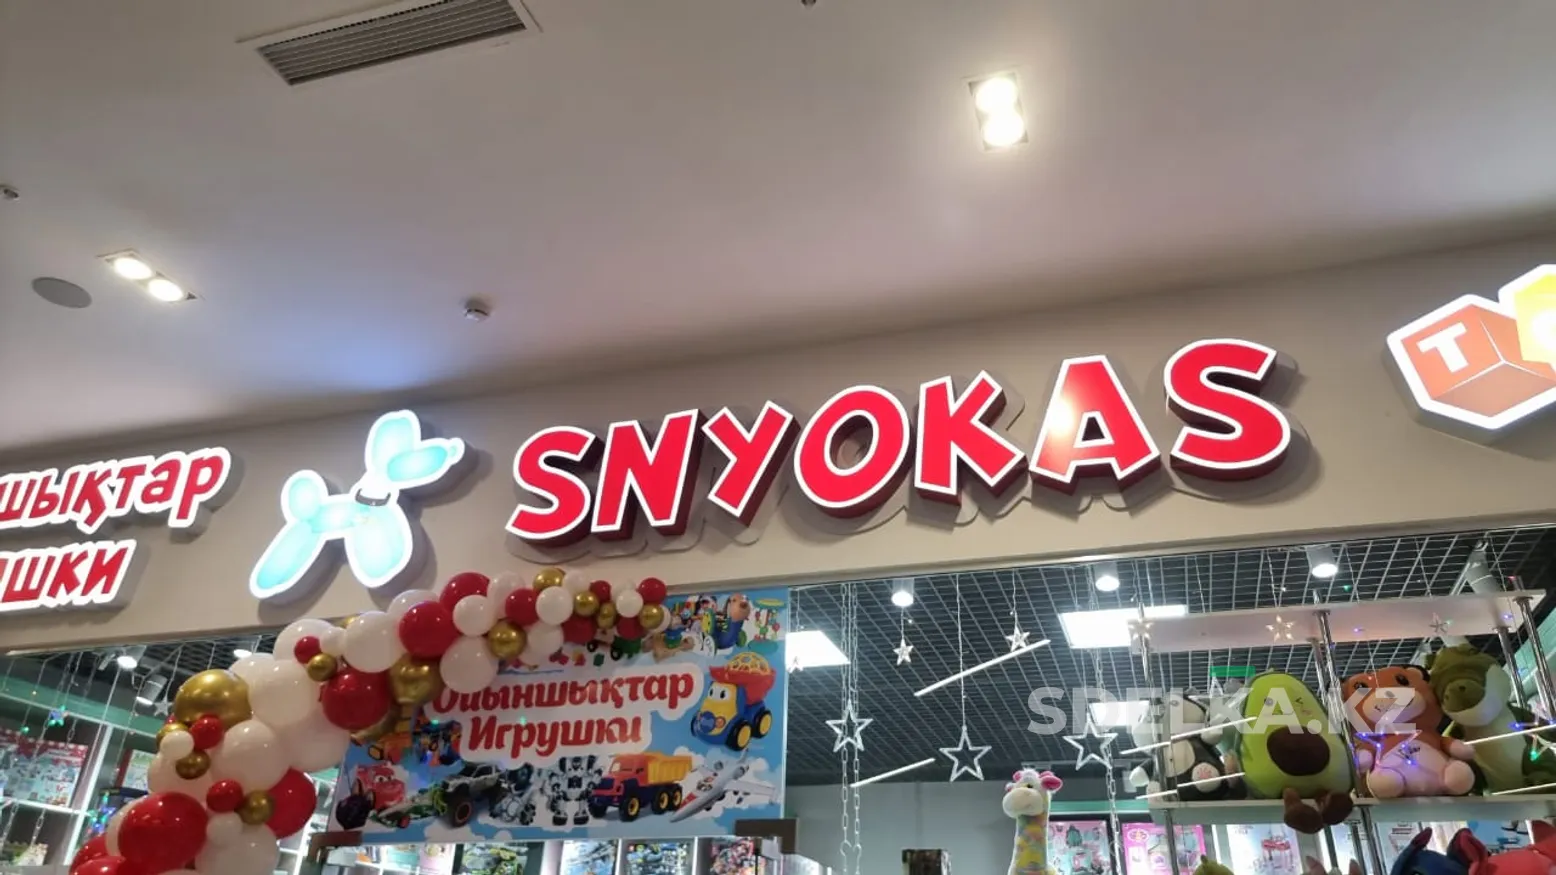 шықтар
шки
SNYOKAS
T
Ойыншықтар
Игрушки
SDELKA.KZ